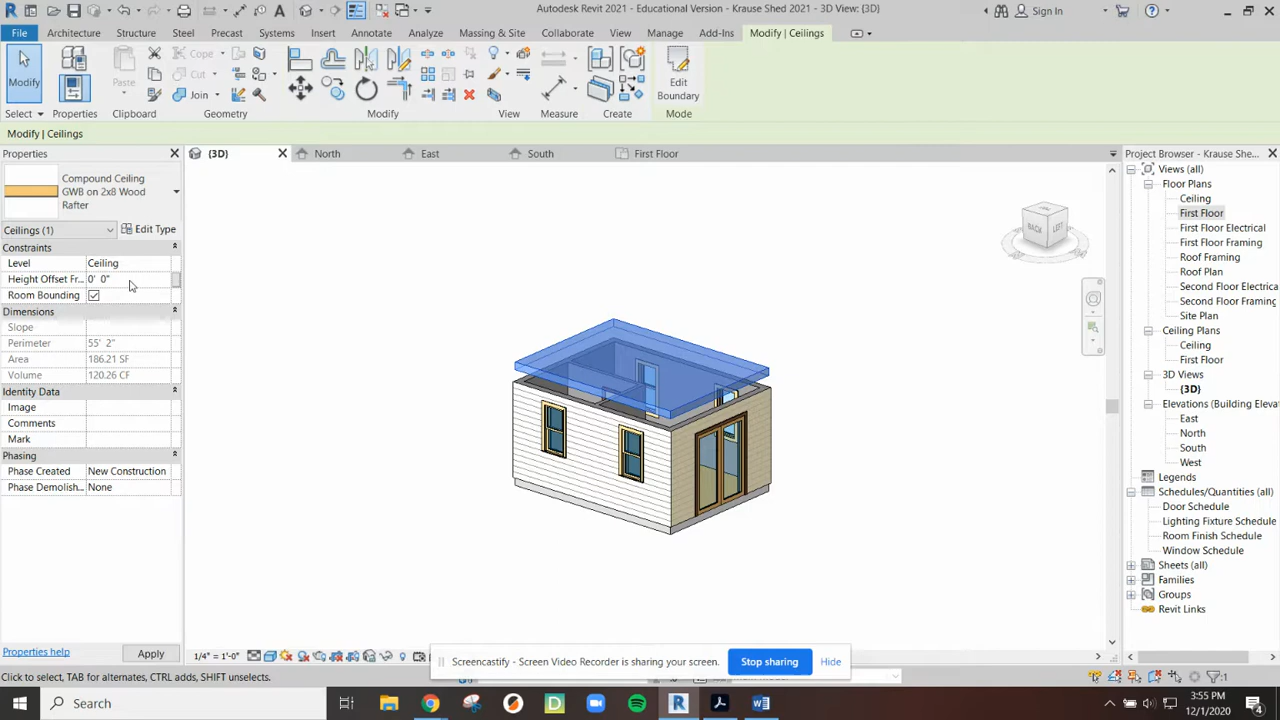 Autodesk Revit 2021 - Educational Version - Krause Shed 2021 - 3D View: {3D}
Sign In
File
Architecture
Structure
Steel
Precast
Systems
Insert
Annotate
Analyze
Massing & Site
Collaborate
View
Manage
Add-Ins
Modify | Ceilings
Modify
Properties
Paste
Cope
Cut
Join
Edit Boundary
Select
Properties
Clipboard
Geometry
Modify
View
Measure
Create
Mode
Modify | Ceilings
Properties
Compound Ceiling
GWB on 2x8 Wood
Rafter
Ceilings (1)
Edit Type
Constraints
Level Ceiling
Height Offset Fr... 0' 0"
Room Bounding
Dimensions
Slope
Perimeter 55' 2"
Area 186.21 SF
Volume 120.26 CF
Identity Data
Image
Comments
Mark
Phasing
Phase Created New Construction
Phase Demolish... None
Properties help
Apply
{3D}
North
East
South
First Floor
BACK
LEFT
Project Browser - Krause She...
Views (all)
Floor Plans
Ceiling
First Floor
First Floor Electrical
First Floor Framing
Roof Framing
Roof Plan
Second Floor Electrica
Second Floor Framing
Site Plan
Ceiling Plans
Ceiling
First Floor
3D Views
{3D}
Elevations (Building Eleva
East
North
South
West
Legends
Schedules/Quantities (all)
Door Schedule
Lighting Fixture Schedule
Room Finish Schedule
Window Schedule
Sheets (all)
Families
Groups
Revit Links
1/4" = 1'-0"
Screencastify - Screen Video Recorder is sharing your screen.
Stop sharing
Hide
Click to select, TAB for alternates, CTRL adds, SHIFT unselects.
:1
Search
3:55 PM
12/1/2020
4